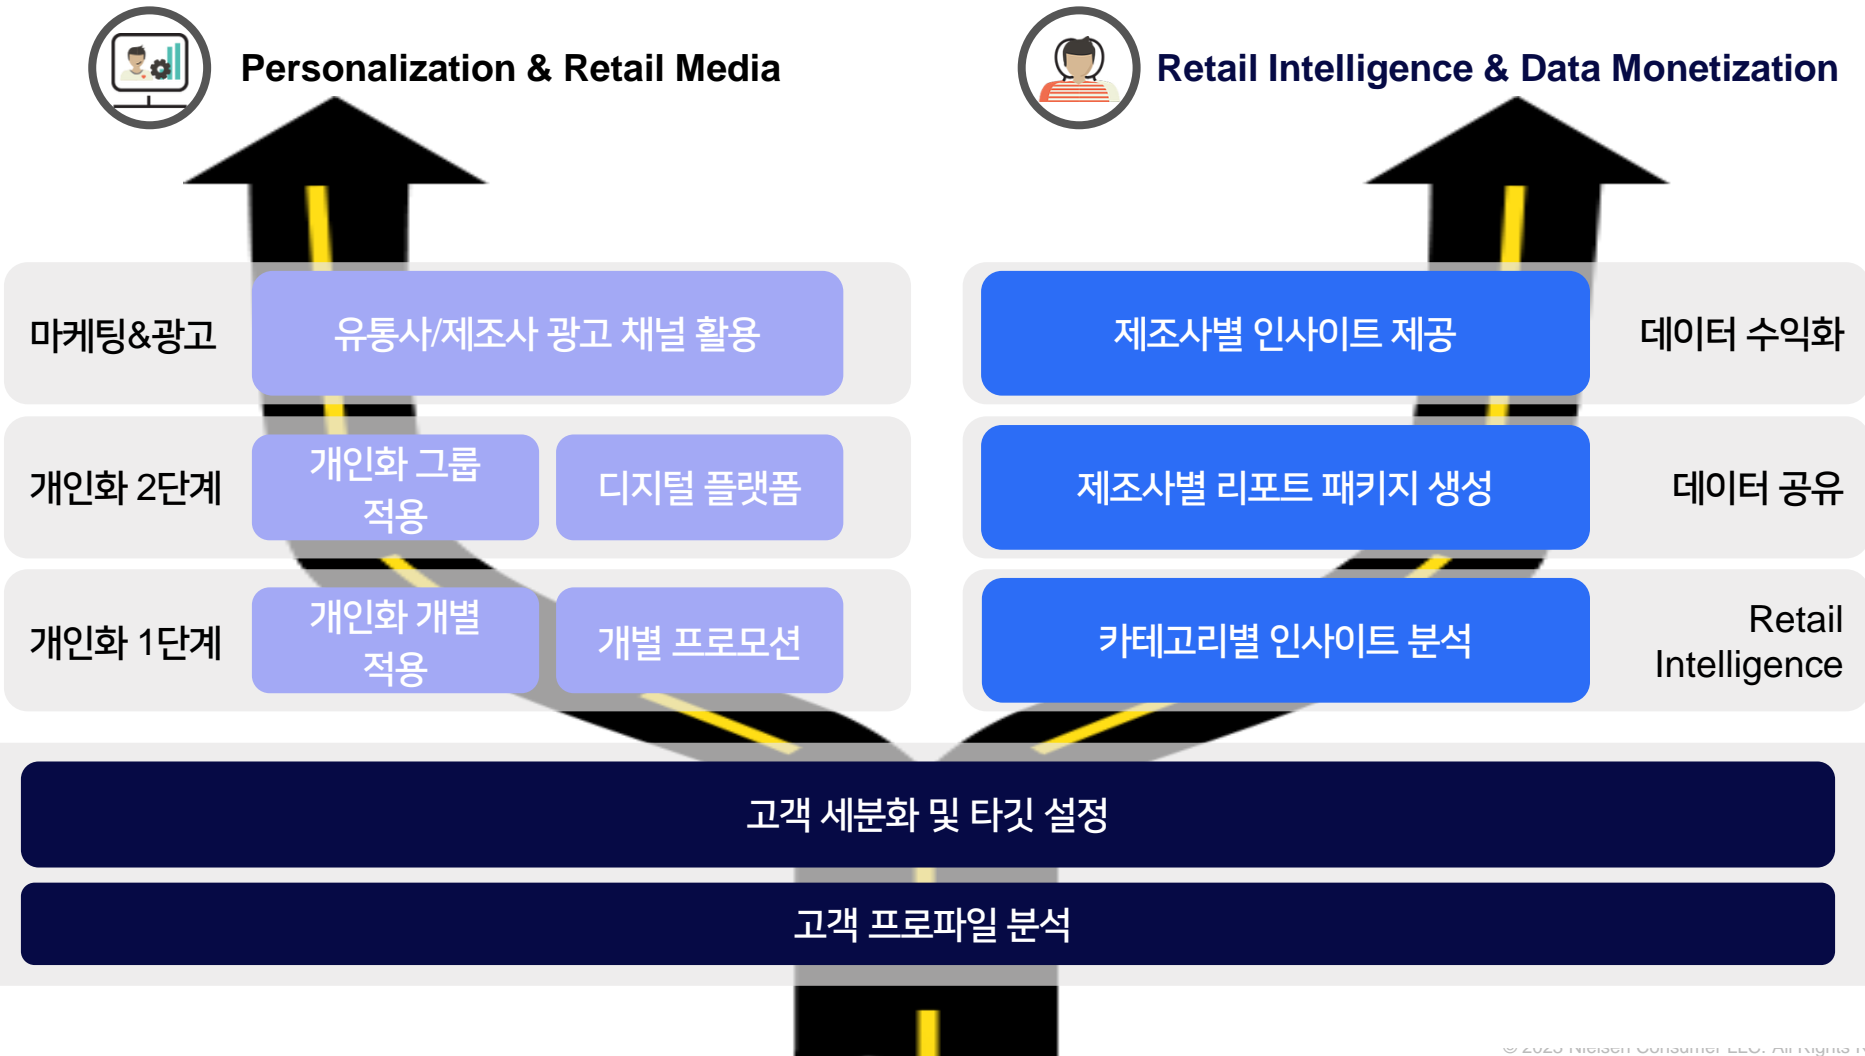 Personalization & Retail Media
Retail Intelligence & Data Monetization
마케팅&광고
유통사/제조사 광고 채널 활용
제조사별 인사이트 제공
데이터 수익화
개인화 2단계
개인화 그룹
적용
디지털 플랫폼
제조사별 리포트 패키지 생성
데이터 공유
개인화 1단계
개인화 개별
적용
개별 프로모션
카테고리별 인사이트 분석
Retail
Intelligence
고객 세분화 및 타깃 설정
고객 프로파일 분석
© 2023 Nielsen Consumer LLC. All Rights